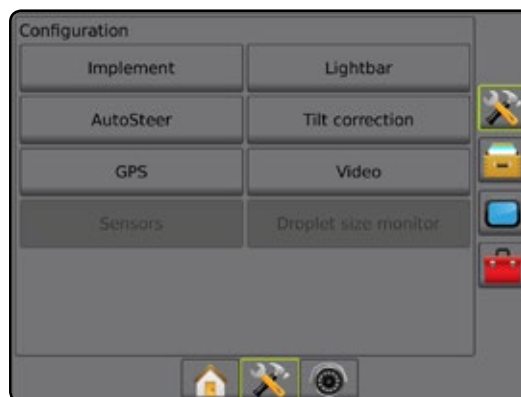 Configuration
Implement
Lightbar
AutoSteer
Tilt correction
GPS
Video
Sensors
Droplet size monitor